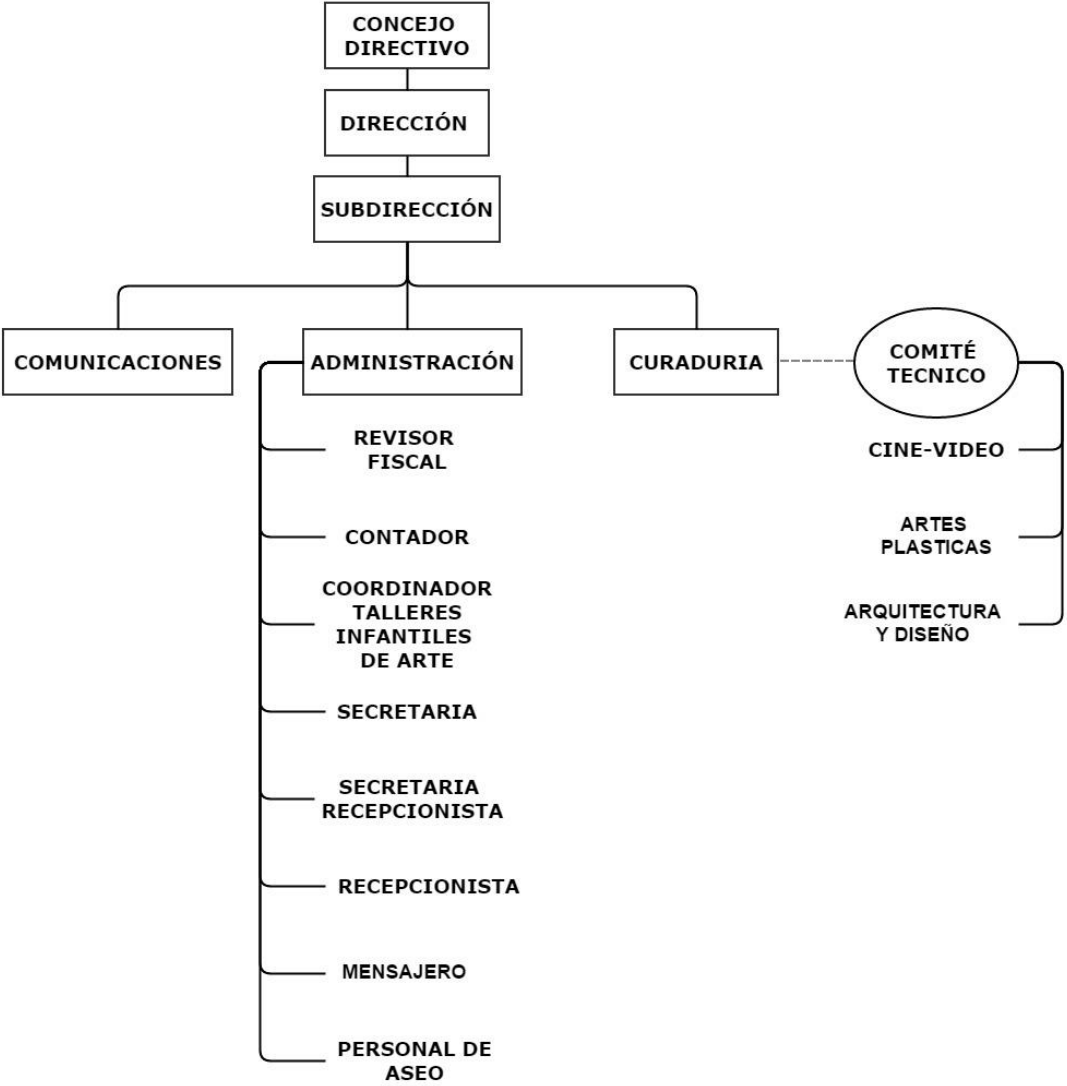 CONCEJO
DIRECTIVO
DIRECCIÓN
SUBDIRECCIÓN
COMUNICACIONES
ADMINISTRACIÓN
CURADURIA
COMITÉ
TECNICO
REVISOR
FISCAL
CONTADOR
COORDINADOR
TALLERES
INFANTILES
DE ARTE
SECRETARIA
SECRETARIA
RECEPCIONISTA
RECEPCIONISTA
MENSAJERO
PERSONAL DE
ASEO
CINE-VIDEO
ARTES
PLASTICAS
ARQUITECTURA
Y DISEÑO